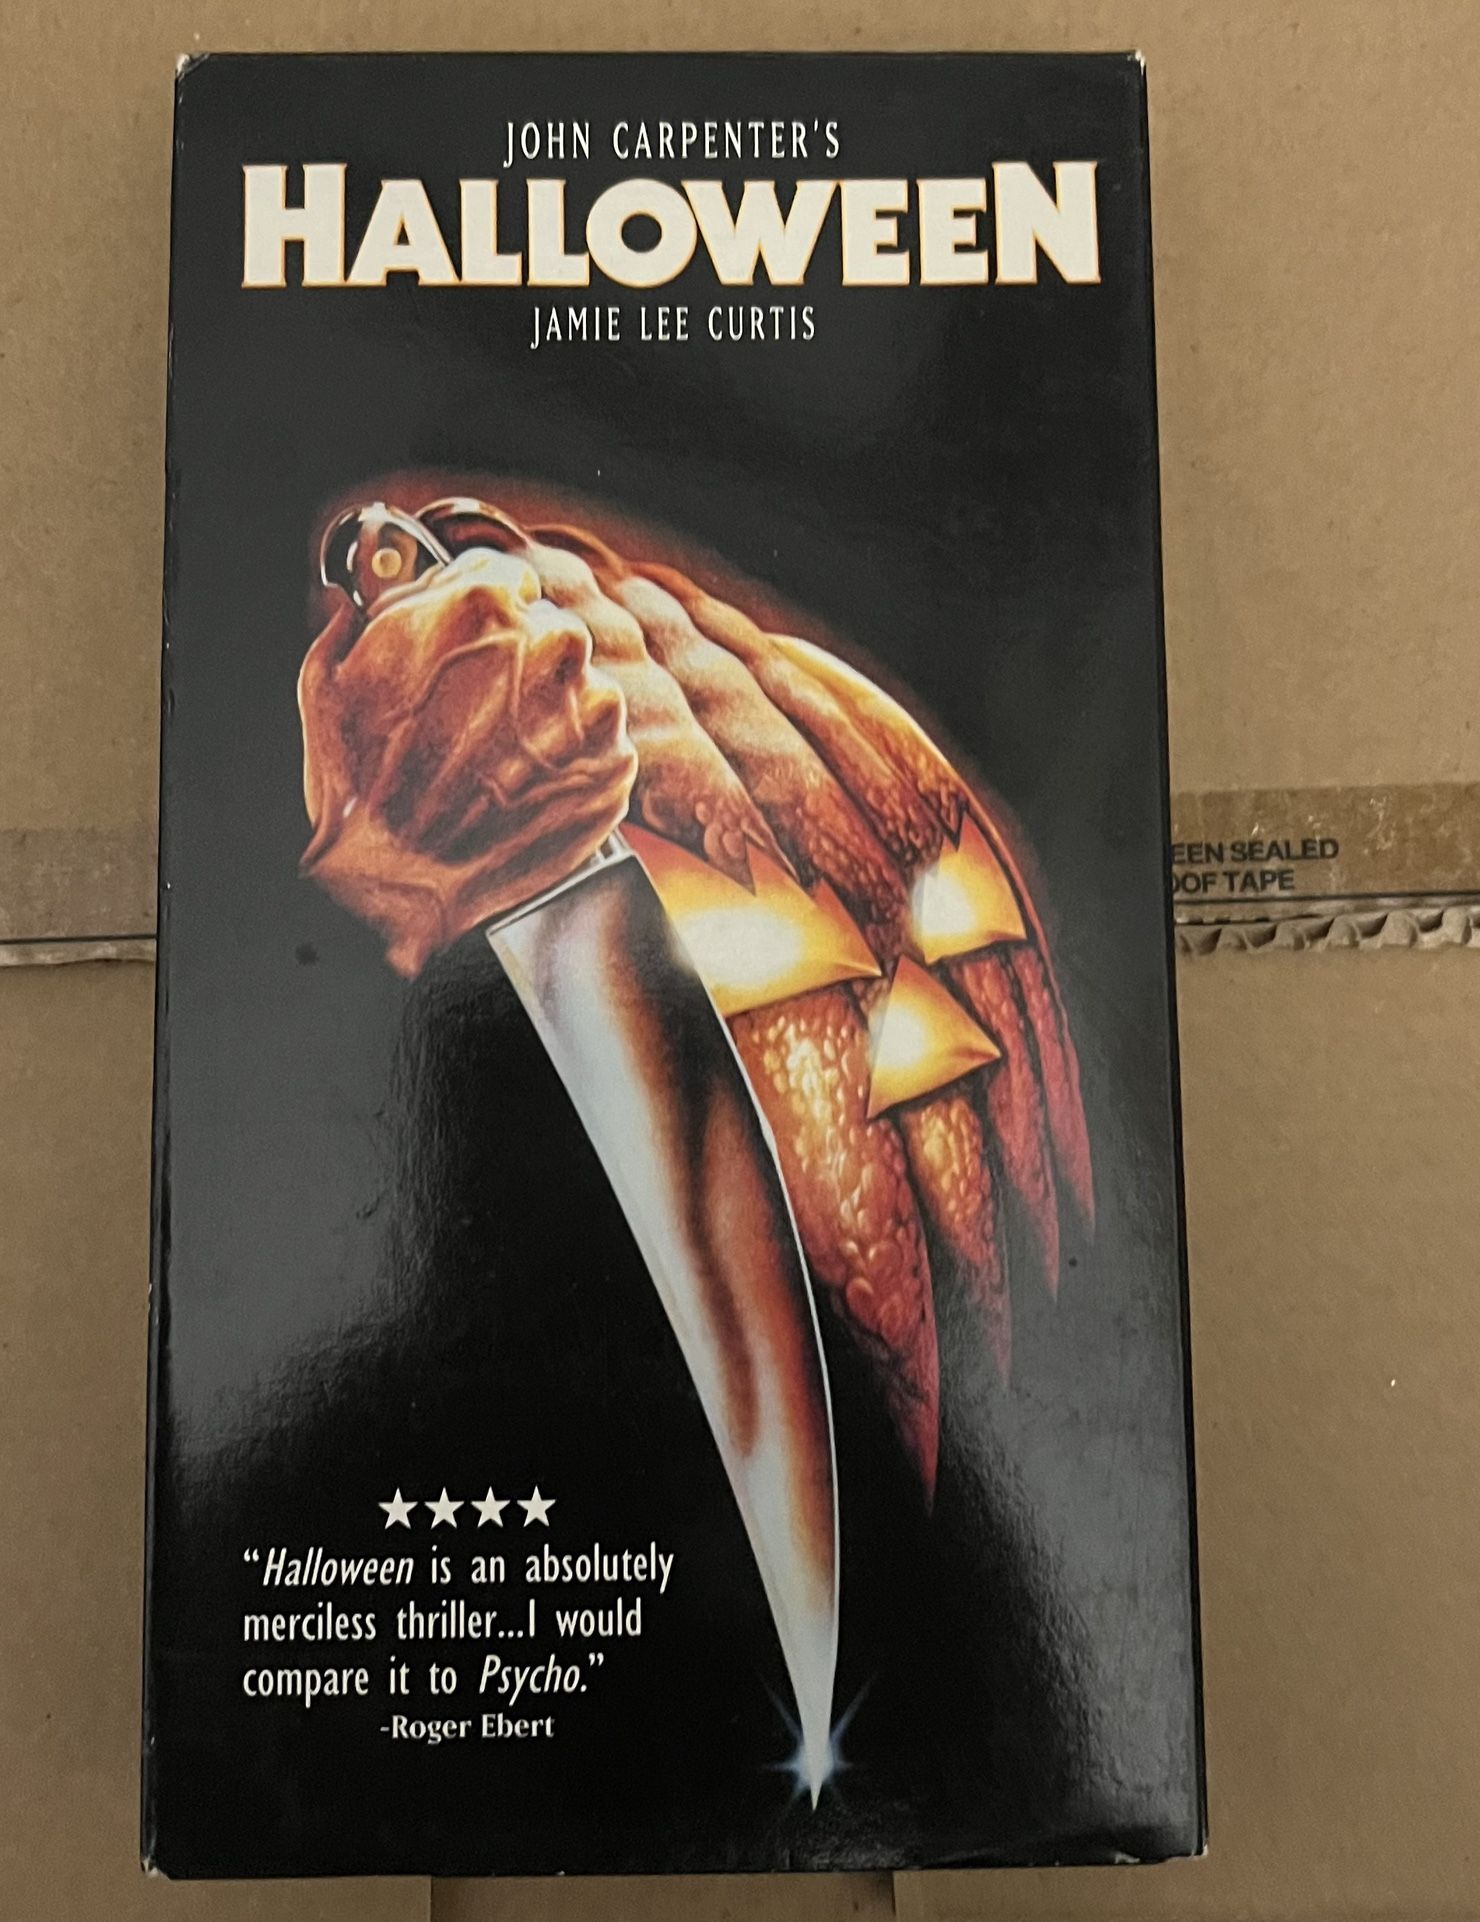 JOHN CARPENTER'S
HALLOWEEN
JAMIE LEE CURTIS
EEN SEALED
OOF TAPE
★★★★
“Halloween is an absolutely
merciless thriller...I would
compare it to Psycho.”
-Roger Ebert